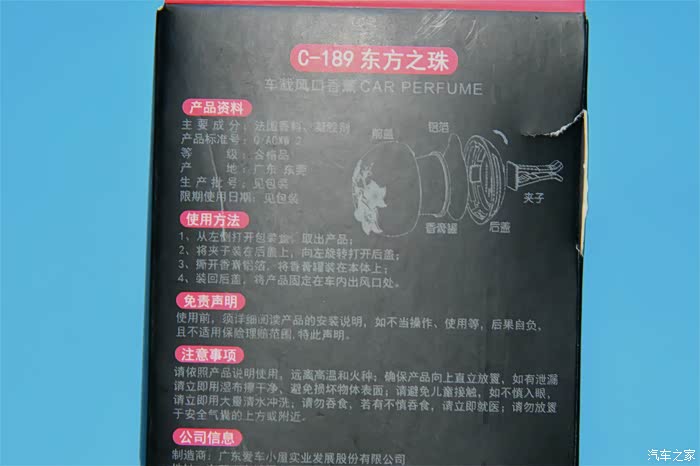 C-189 东方之珠
车载风口香薰 CAR PERFUME
产品资料
主要成分：法国香料、凝胶剂
产品标准号：Q/ACXW 2
等 级：合格品
产 地：广东 东莞
生产批号：见包装
限期使用日期：见包装
前盖
铝箔
夹子
香膏罐
后盖
使用方法
1、从左侧打开包装盒，取出产品；
2、将夹子装在后盖上，向左旋转打开后盖；
3、撕开香膏铝箔，将香膏罐装在本体上；
4、装回后盖，将产品固定在车内出风口处。
免责声明
使用前，须详细阅读产品的安装说明，如不当操作、使用等，后果自负、
且不适用保险理赔范围，特此声明。
注意事项
请依照产品说明使用，远离高温和火种；确保产品向上直立放置，如有泄漏
请立即用湿布擦干净、避免损坏物体表面；请避免儿童接触，如不慎入眼，
请立即用大量清水冲洗；请勿吞食，若有不慎吞食，请立即就医；请勿放置
于安全气囊的上方或附近。
公司信息
制造商：广东爱车小屋实业发展股份有限公司
汽车之家